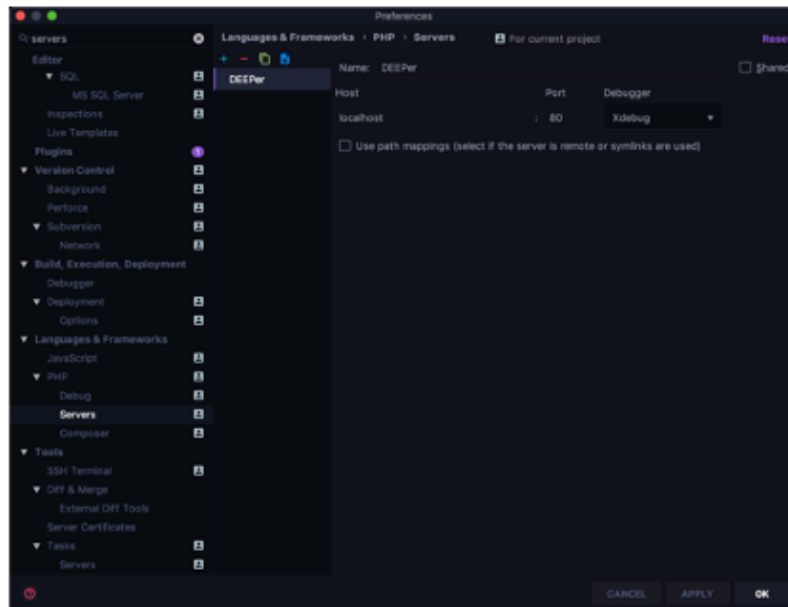 Preferences
servers
Languages & Frameworks › PHP › Servers
For current project
Reset
Editor
SQL
MS SQL Server
Inspections
Live Templates
Plugins
1
Version Control
Background
Perforce
Subversion
Network
Build, Execution, Deployment
Debugger
Deployment
Options
Languages & Frameworks
JavaScript
PHP
Debug
Servers
Composer
Tools
SSH Terminal
Diff & Merge
External Diff Tools
Server Certificates
Tasks
Servers
DEEPer
Name: DEEPer
Shared
Host Port Debugger
localhost : 80 Xdebug
Use path mappings (select if the server is remote or symlinks are used)
?
CANCEL APPLY OK